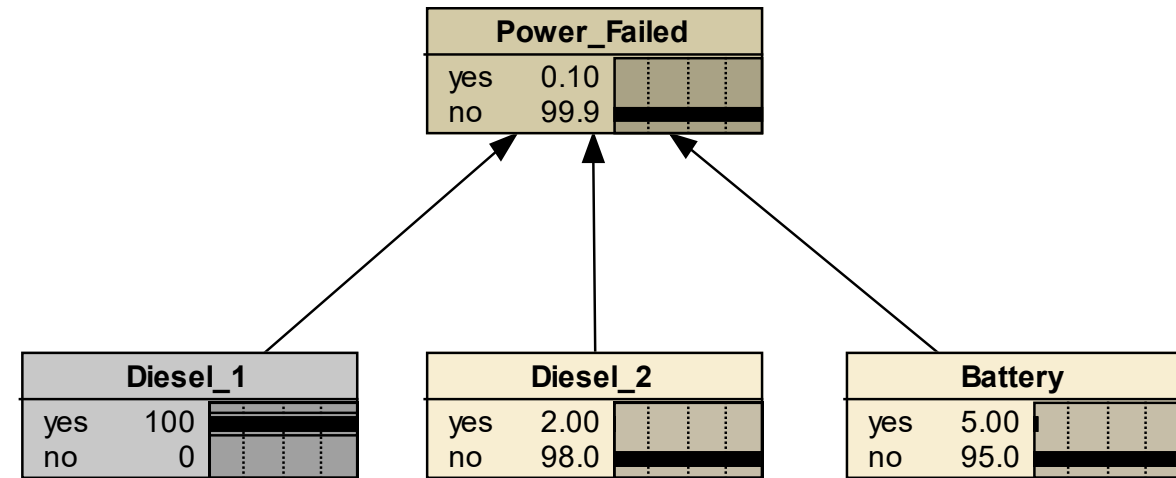 Power_Failed
yes 0.10
no 99.9
Diesel_1
yes 100
no 0
Diesel_2
yes 2.00
no 98.0
Battery
yes 5.00
no 95.0